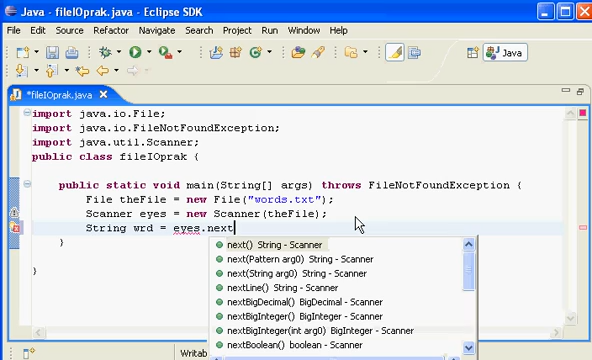 Java - fileIOprak.java - Eclipse SDK
File Edit Source Refactor Navigate Search Project Run Window Help
Java
*fileIOprak.java
import java.io.File;
import java.io.FileNotFoundException;
import java.util.Scanner;
public class fileIOprak {
public static void main(String[] args) throws FileNotFoundException {
File theFile = new File("words.txt");
Scanner eyes = new Scanner(theFile);
String wrd = eyes.next
}
}
next() String - Scanner
next(Pattern arg0) String - Scanner
next(String arg0) String - Scanner
nextLine() String - Scanner
nextBigDecimal() BigDecimal - Scanner
nextBigInteger() BigInteger - Scanner
nextBigInteger(int arg0) BigInteger - Scanner
nextBoolean() boolean - Scanner
Writab